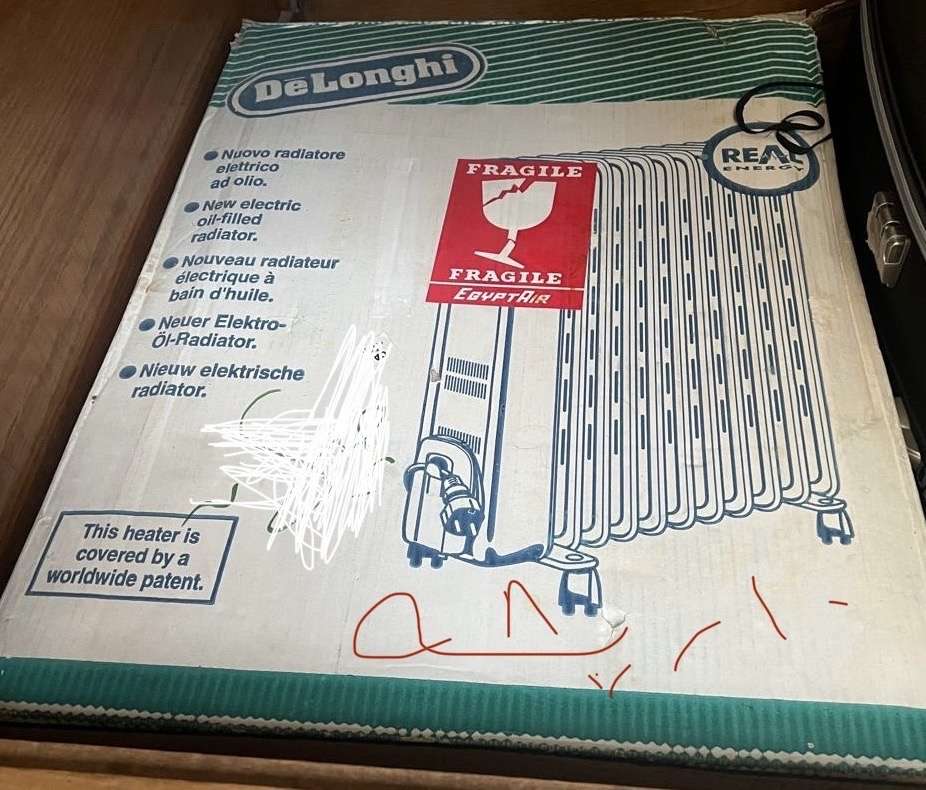 DeLonghi
Nuovo radiatore
elettrico
ad olio.
New electric
oil-filled
radiator.
Nouveau radiateur
électrique à
bain d'huile.
Neuer Elektro-
Öl-Radiator.
Nieuw elektrische
radiator.
FRAGILE
FRAGILE
EGYPTAIR
REAL
ENERGY
This heater is
covered by a
worldwide patent.